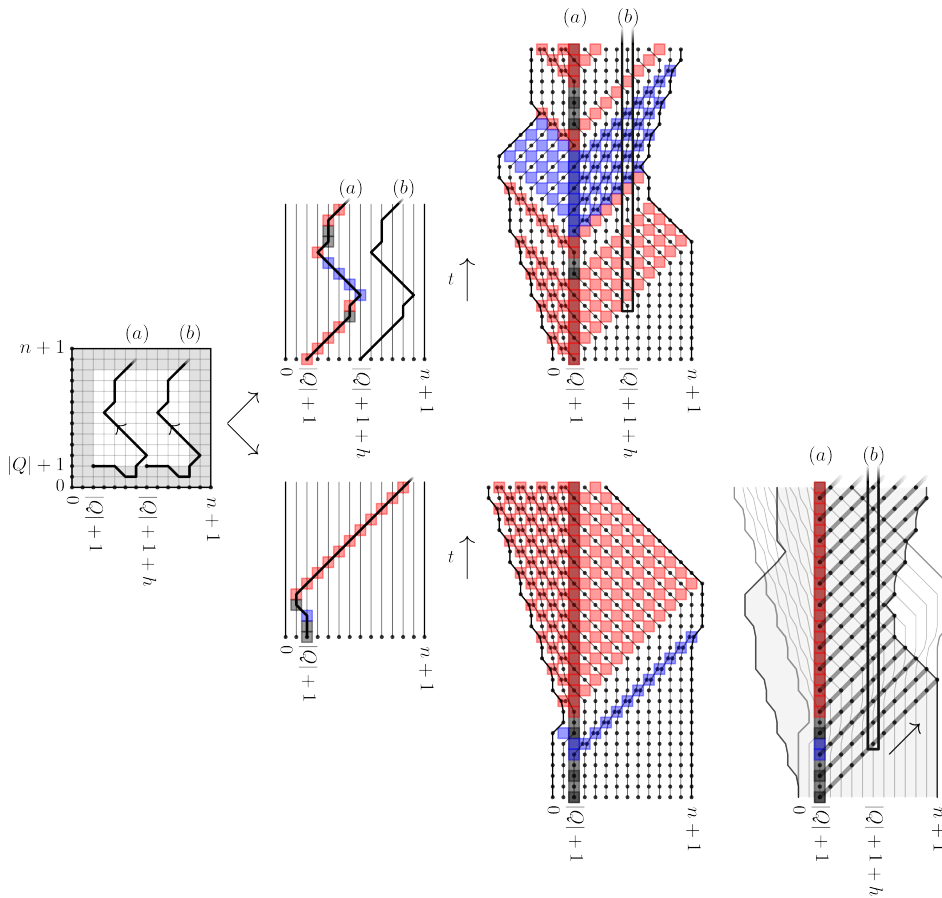 (a) (b)
(a) (b)
t
0 |Q| + 1 |Q| + 1 + h n + 1
0 |Q| + 1 |Q| + 1 + h n + 1
(a) (b)
n + 1
|Q| + 1
0
0 |Q| + 1 |Q| + 1 + h n + 1
(a) (b)
t
0 |Q| + 1 n + 1
0 |Q| + 1 n + 1
0 |Q| + 1 |Q| + 1 + h n + 1